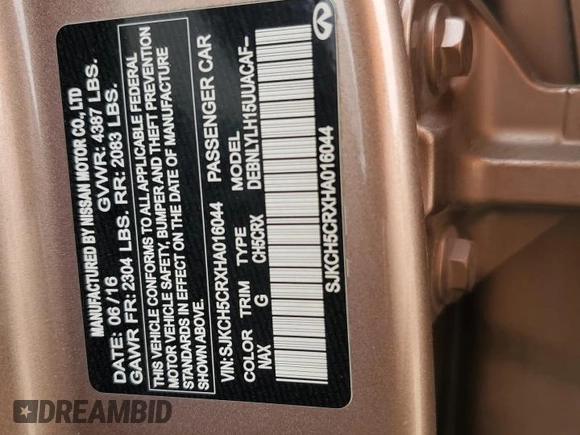 MANUFACTURED BY NISSAN MOTOR CO., LTD
DATE: 06/16 GVWR: 4387 LBS.
GAWR FR: 2304 LBS. RR: 2083 LBS.
THIS VEHICLE CONFORMS TO ALL APPLICABLE FEDERAL
MOTOR VEHICLE SAFETY, BUMPER AND THEFT PREVENTION
STANDARDS IN EFFECT ON THE DATE OF MANUFACTURE
SHOWN ABOVE.
VIN:SJKCH5CRXHA016044 PASSENGER CAR
COLOR TRIM TYPE MODEL
NAX G CH5CRX DEBNLYLH15UUACAF-
SJKCH5CRXHA016044
DREAMBID